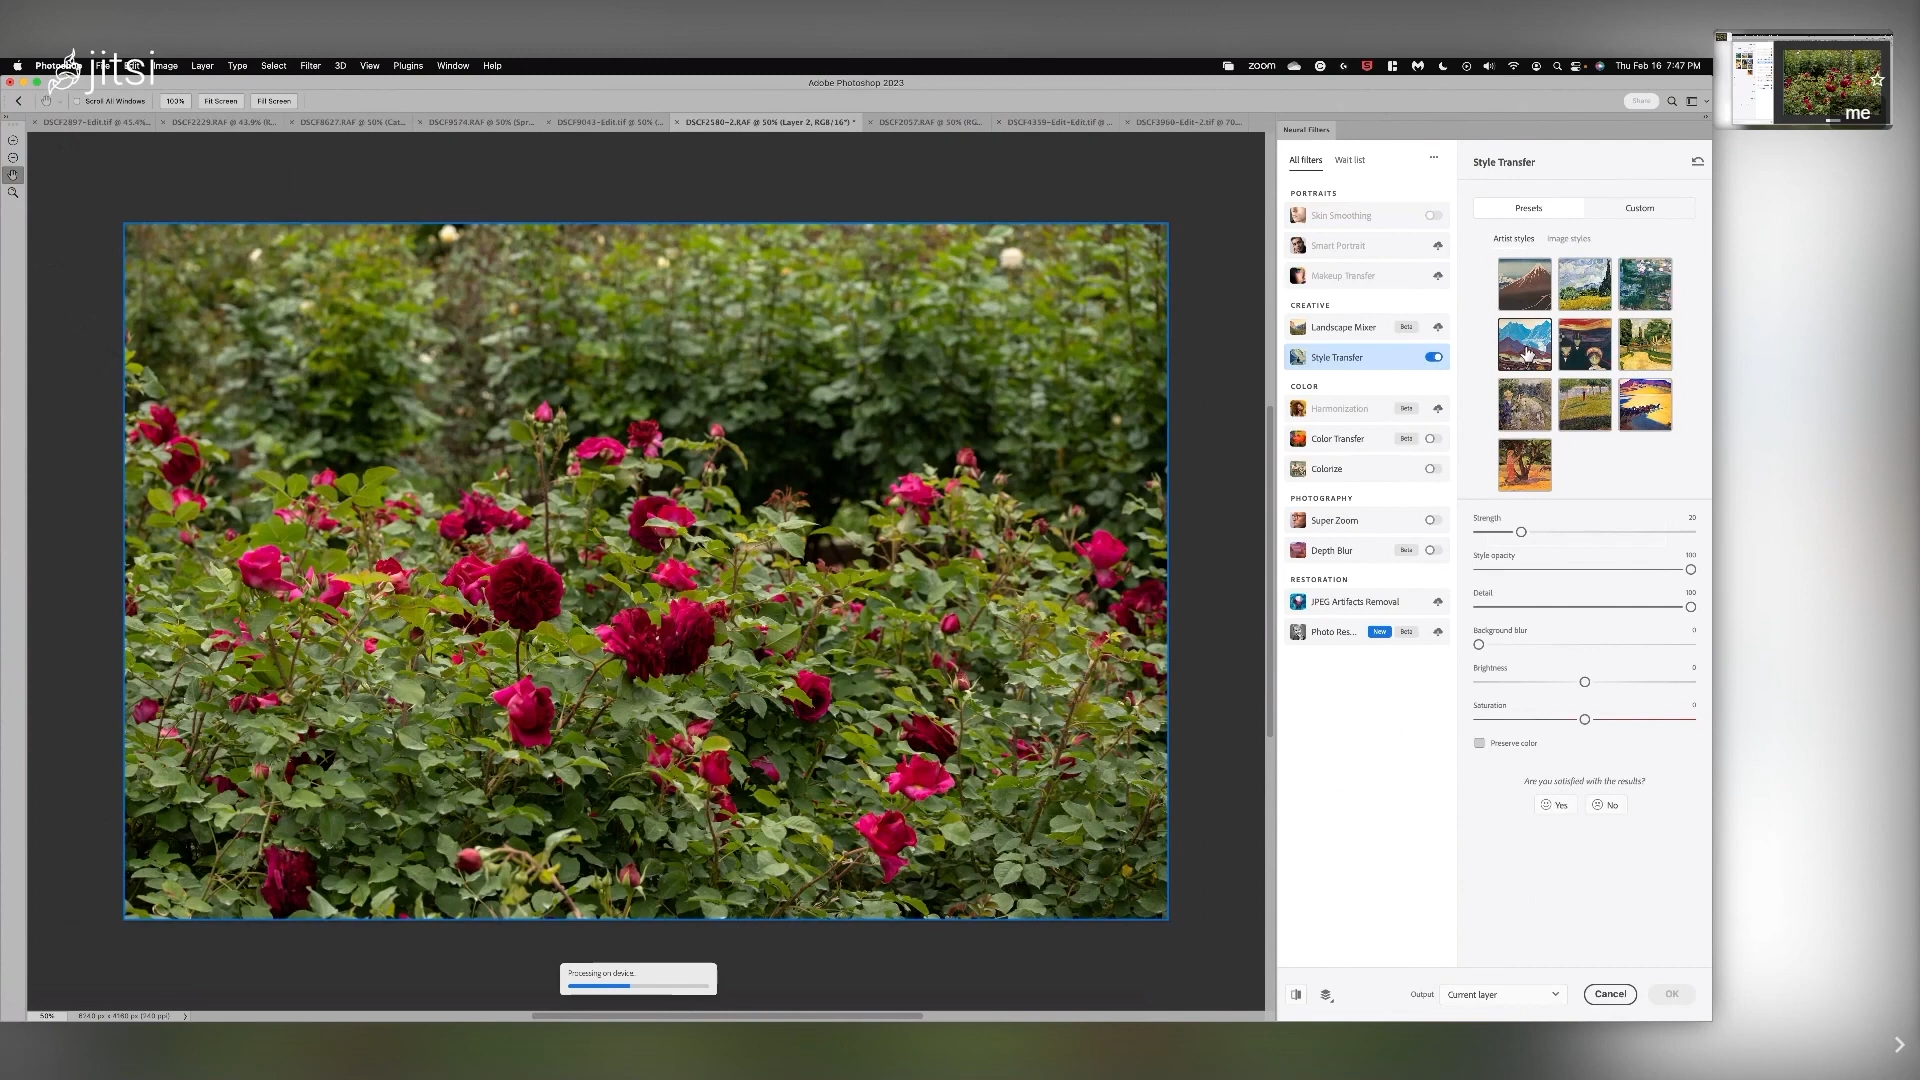 jitsi
Photoshop File Edit Image Layer Type Select Filter 3D View Plugins Window Help
zoom
Thu Feb 16 7:47 PM
me
Adobe Photoshop 2023
Scroll All Windows 100% Fit Screen Fill Screen
Share
DSCF2897-Edit.tif @ 45.4%...
DSCF2229.RAF @ 43.9% (R...
DSCF8627.RAF @ 50% (Cat...
DSCF9574.RAF @ 50% (Spr...
DSCF9043-Edit.tif @ 50% (...
DSCF2580-2.RAF @ 50% (Layer 2, RGB/16*) *
DSCF2057.RAF @ 50% (RG...
DSCF4359-Edit-Edit.tif @ ...
DSCF3960-Edit-2.tif @ 70...
Neural Filters
All filters Wait list ...
PORTRAITS
Skin Smoothing
Smart Portrait
Makeup Transfer
CREATIVE
Landscape Mixer Beta
Style Transfer
COLOR
Harmonization Beta
Color Transfer Beta
Colorize
PHOTOGRAPHY
Super Zoom
Depth Blur Beta
RESTORATION
JPEG Artifacts Removal
Photo Res... New Beta
Style Transfer
Presets Custom
Artist styles Image styles
Strength 20
Style opacity 100
Detail 100
Background blur 0
Brightness 0
Saturation 0
Preserve color
Are you satisfied with the results?
Yes No
Processing on device..
Output Current layer Cancel OK
50% 6240 px x 4160 px (240 ppi)